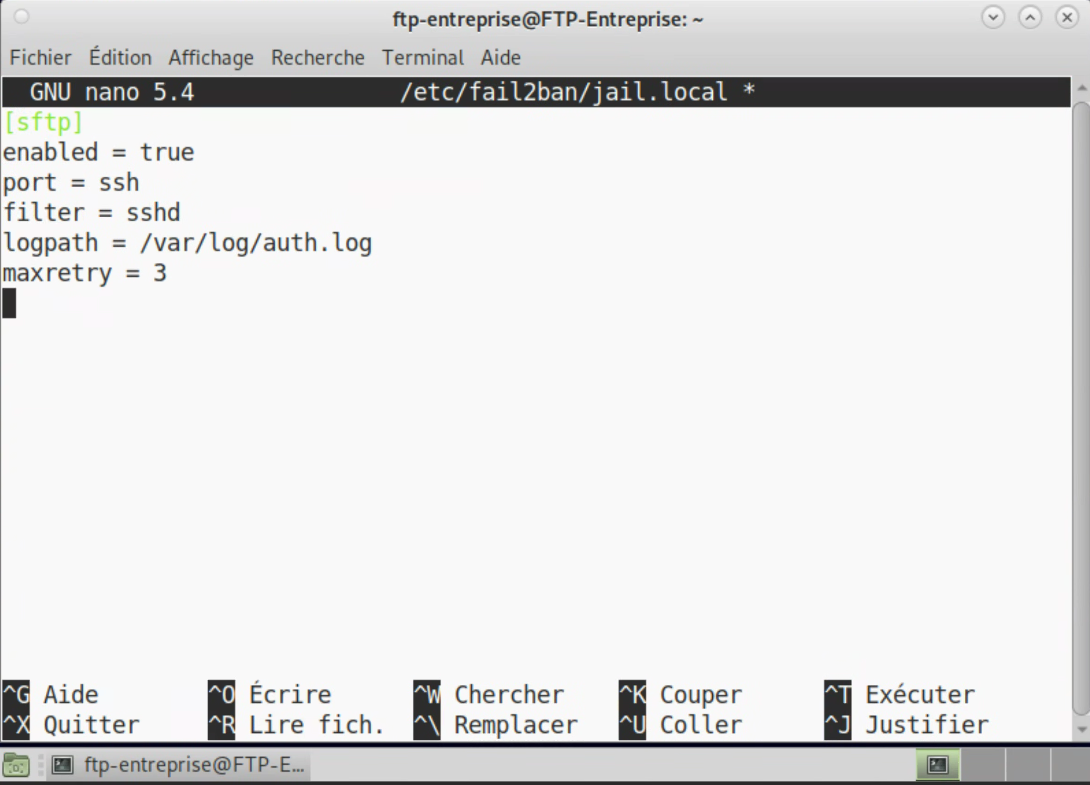 ftp-entreprise@FTP-Entreprise: ~
Fichier Édition Affichage Recherche Terminal Aide
GNU nano 5.4 /etc/fail2ban/jail.local *
[sftp]
enabled = true
port = ssh
filter = sshd
logpath = /var/log/auth.log
maxretry = 3
^G Aide ^O Écrire ^W Chercher ^K Couper ^T Exécuter
^X Quitter ^R Lire fich. ^\ Remplacer ^U Coller ^J Justifier
ftp-entreprise@FTP-E...